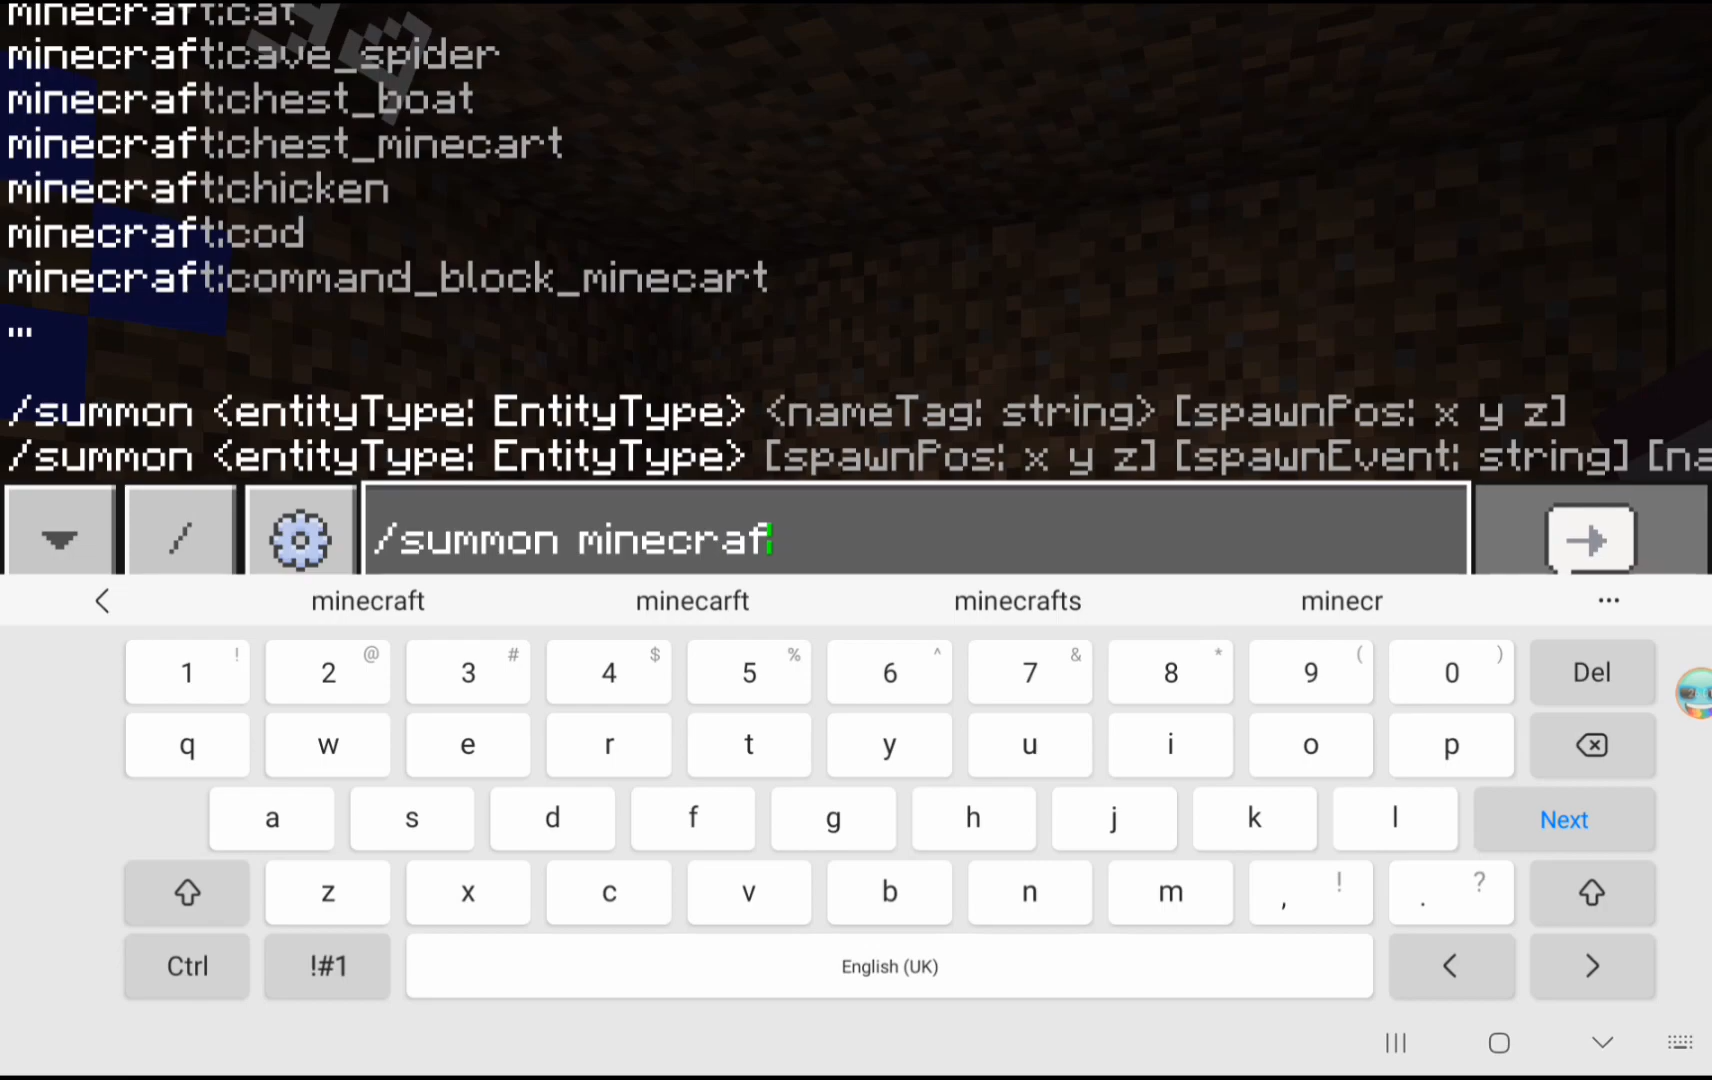 minecraft:cat
minecraft:cave_spider
minecraft:chest_boat
minecraft:chest_minecart
minecraft:chicken
minecraft:cod
minecraft:command_block_minecart
...
/summon <entityType: EntityType> <nameTag: string> [spawnPos: x y z]
/summon <entityType: EntityType> [spawnPos: x y z] [spawnEvent: string] [na
/ /summon minecraf
minecraft minecarft minecrafts minecr ...
1 ! 2 @ 3 # 4 $ 5 % 6 ^ 7 & 8 * 9 ( 0 ) Del
q w e r t y u i o p
a s d f g h j k l Next
z x c v b n m , ! . ?
Ctrl !#1 English (UK) < >